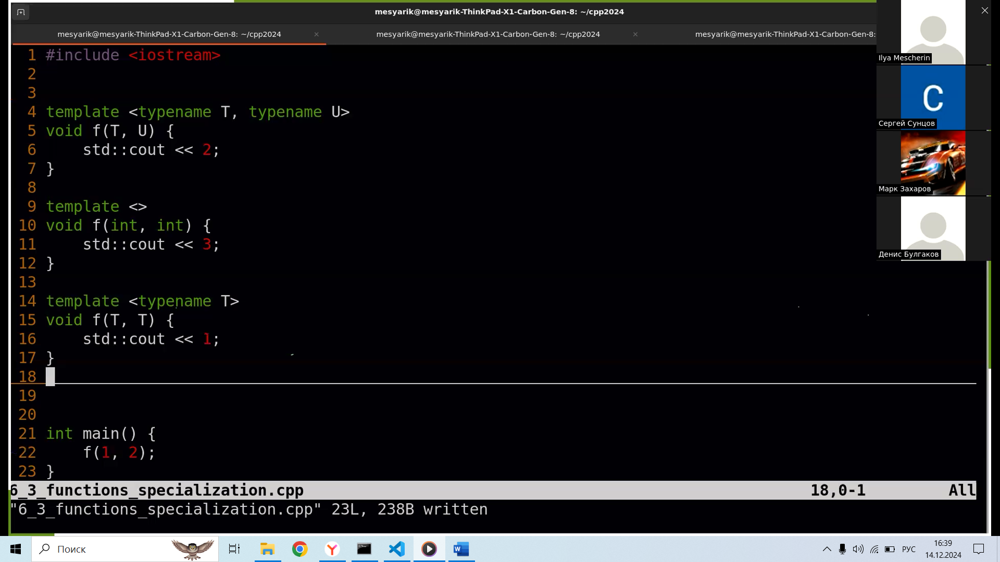 mesyarik@mesyarik-ThinkPad-X1-Carbon-Gen-8: ~/cpp2024
mesyarik@mesyarik-ThinkPad-X1-Carbon-Gen-8: ~/cpp2024 × mesyarik@mesyarik-ThinkPad-X1-Carbon-Gen-8: ~/cpp2024 × mesyarik@mesyarik-ThinkPad-X1-Carbon-Gen-8:
1 #include <iostream>
2
3
4 template <typename T, typename U>
5 void f(T, U) {
6     std::cout << 2;
7 }
8
9 template <>
10 void f(int, int) {
11     std::cout << 3;
12 }
13
14 template <typename T>
15 void f(T, T) {
16     std::cout << 1;
17 }
18
19
20
21 int main() {
22     f(1, 2);
23 }
6_3_functions_specialization.cpp 18,0-1 All
"6_3_functions_specialization.cpp" 23L, 238B written
Ilya Mescherin
C
Сергей Сунцов
Марк Захаров
Денис Булгаков
Поиск
РУС
16:39
14.12.2024